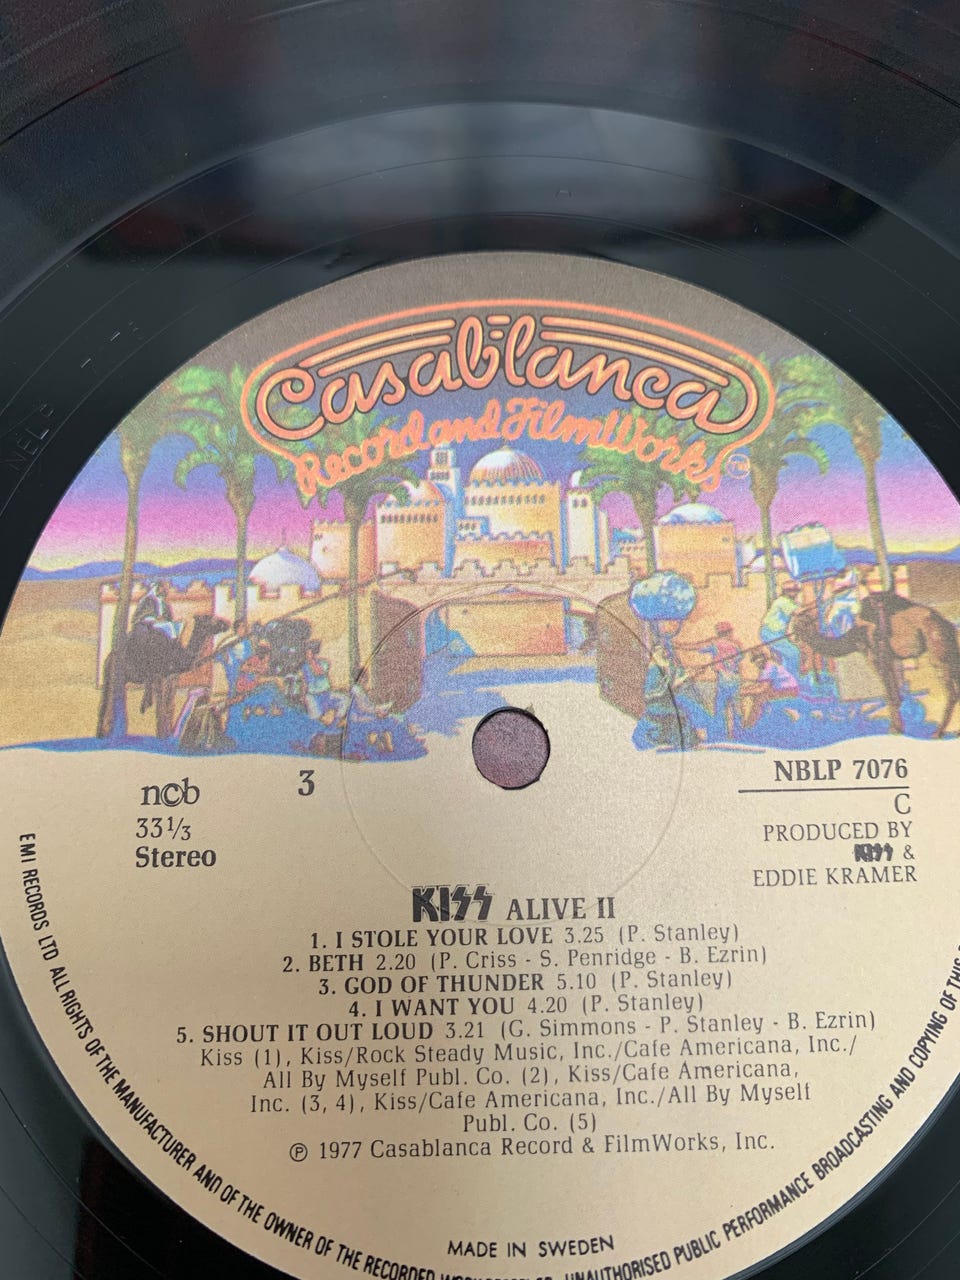 Casablanca
Record and FilmWorks TM
ncb
3
33⅓
Stereo
NBLP 7076
C
PRODUCED BY
KISS &
EDDIE KRAMER
KISS ALIVE II
1. I STOLE YOUR LOVE 3.25 (P. Stanley)
2. BETH 2.20 (P. Criss - S. Penridge - B. Ezrin)
3. GOD OF THUNDER 5.10 (P. Stanley)
4. I WANT YOU 4.20 (P. Stanley)
5. SHOUT IT OUT LOUD 3.21 (G. Simmons - P. Stanley - B. Ezrin)
Kiss (1), Kiss/Rock Steady Music, Inc./Cafe Americana, Inc./
All By Myself Publ. Co. (2), Kiss/Cafe Americana,
Inc. (3, 4), Kiss/Cafe Americana, Inc./All By Myself
Publ. Co. (5)
℗ 1977 Casablanca Record & FilmWorks, Inc.
MADE IN SWEDEN
EMI RECORDS LTD ALL RIGHTS OF THE MANUFACTURER AND OF THE OWNER OF THE RECORDED UNAUTHORISED PUBLIC PERFORMANCE BROADCASTING AND COPYING OF THIS